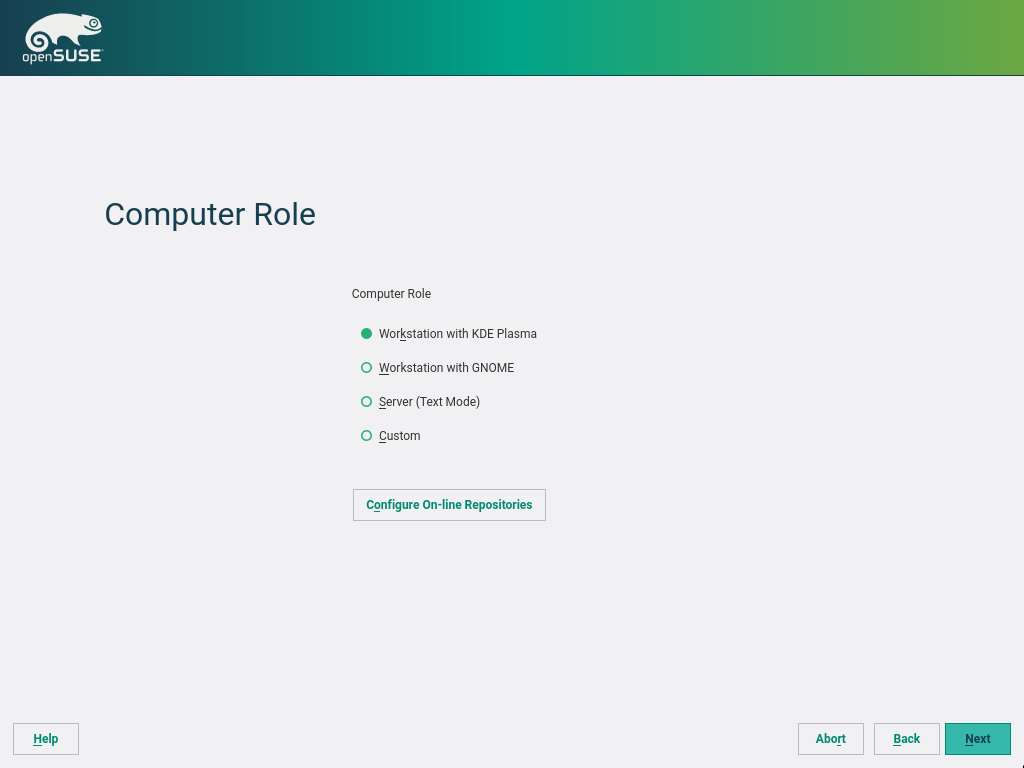 openSUSE
Computer Role
Computer Role
Workstation with KDE Plasma
Workstation with GNOME
Server (Text Mode)
Custom
Configure On-line Repositories
Help
Abort
Back
Next